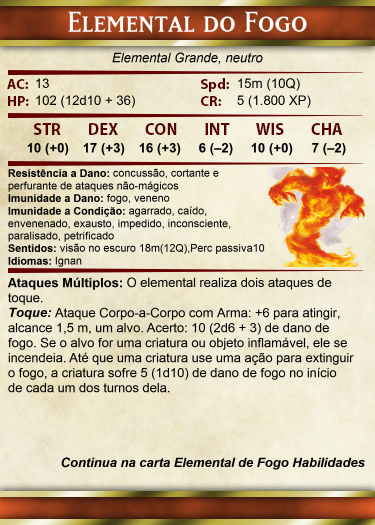 Elemental do Fogo
Elemental Grande, neutro
AC: 13 Spd: 15m (10Q)
HP: 102 (12d10 + 36) CR: 5 (1.800 XP)
STR DEX CON INT WIS CHA
10 (+0) 17 (+3) 16 (+3) 6 (–2) 10 (+0) 7 (–2)
Resistência a Dano: concussão, cortante e
perfurante de ataques não-mágicos
Imunidade a Dano: fogo, veneno
Imunidade a Condição: agarrado, caído,
envenenado, exausto, impedido, inconsciente,
paralisado, petrificado
Sentidos: visão no escuro 18m(12Q),Perc passiva10
Idiomas: Ignan
Ataques Múltiplos: O elemental realiza dois ataques de
toque.
Toque: Ataque Corpo-a-Corpo com Arma: +6 para atingir,
alcance 1,5 m, um alvo. Acerto: 10 (2d6 + 3) de dano de
fogo. Se o alvo for uma criatura ou objeto inflamável, ele se
incendeia. Até que uma criatura use uma ação para extinguir
o fogo, a criatura sofre 5 (1d10) de dano de fogo no início
de cada um dos turnos dela.
Continua na carta Elemental de Fogo Habilidades